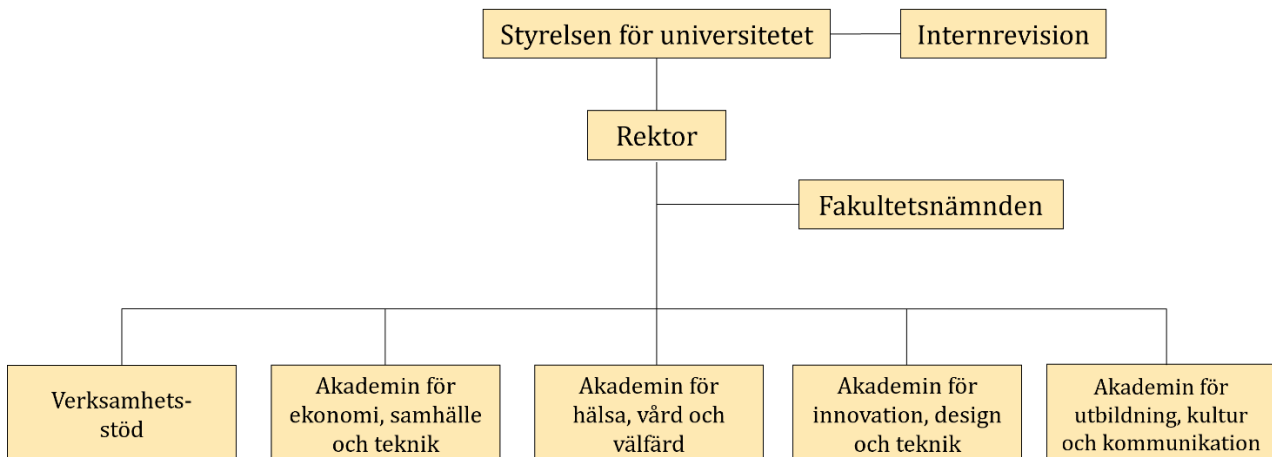 Styrelsen för universitetet
Internrevision
Rektor
Fakultetsnämnden
Verksamhets-
stöd
Akademin för
ekonomi, samhälle
och teknik
Akademin för
hälsa, vård och
välfärd
Akademin för
innovation, design
och teknik
Akademin för
utbildning, kultur
och kommunikation